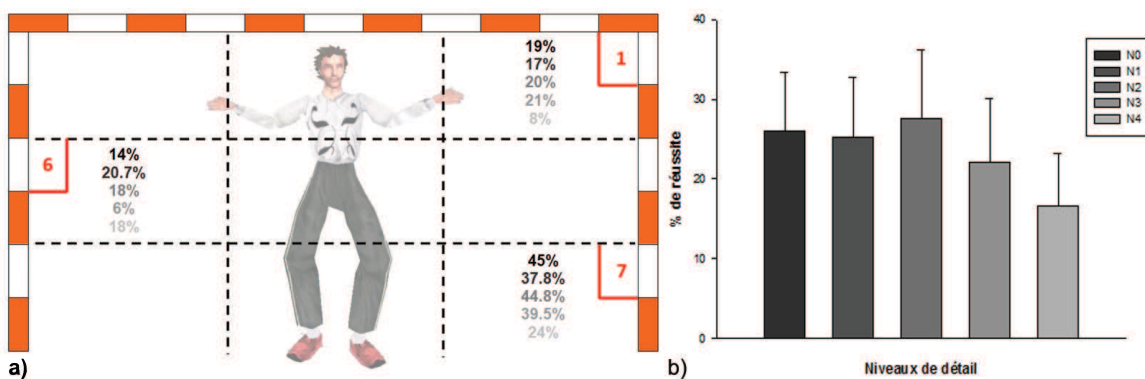 19%
17%
20%
21%
8%
1
6
14%
20.7%
18%
6%
18%
45%
37.8%
44.8%
39.5%
24%
7
a)
40
30
20
10
0
% de réussite
N0
N1
N2
N3
N4
Niveaux de détail
b)